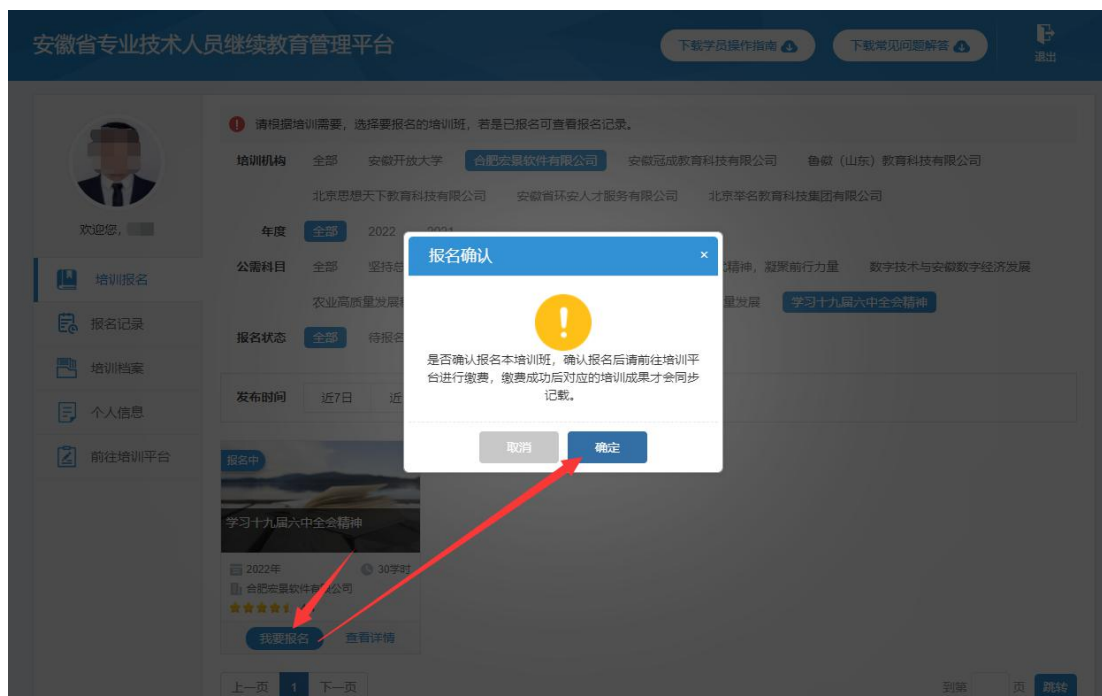 安徽省专业技术人员继续教育管理平台
下载学员操作指南
下载常见问题解答
退出
请根据培训需要，选择要报名的培训班，若是已报名可查看报名记录。
培训机构 全部 安徽开放大学 合肥宏景软件有限公司 安徽冠成教育科技有限公司 鲁徽（山东）教育科技有限公司
北京思想天下教育科技有限公司 安徽省环安人才服务有限公司 北京举名教育科技集团有限公司
欢迎您，
年度 全部 2022 2021
公需科目 全部 坚持总 精神，凝聚前行力量 数字技术与安徽数字经济发展
农业高质量发展 量发展 学习十九届六中全会精神
报名状态 全部 待报名
发布时间 近7日 近
培训报名
报名记录
培训档案
个人信息
前往培训平台
报名确认 ×
是否确认报名本培训班，确认报名后请前往培训平
台进行缴费，缴费成功后对应的培训成果才会同步
记载。
取消 确定
报名中
学习十九届六中全会精神
2022年 30学时
合肥宏景软件有限公司
我要报名 查看详情
上一页 1 下一页
到第 页 跳转